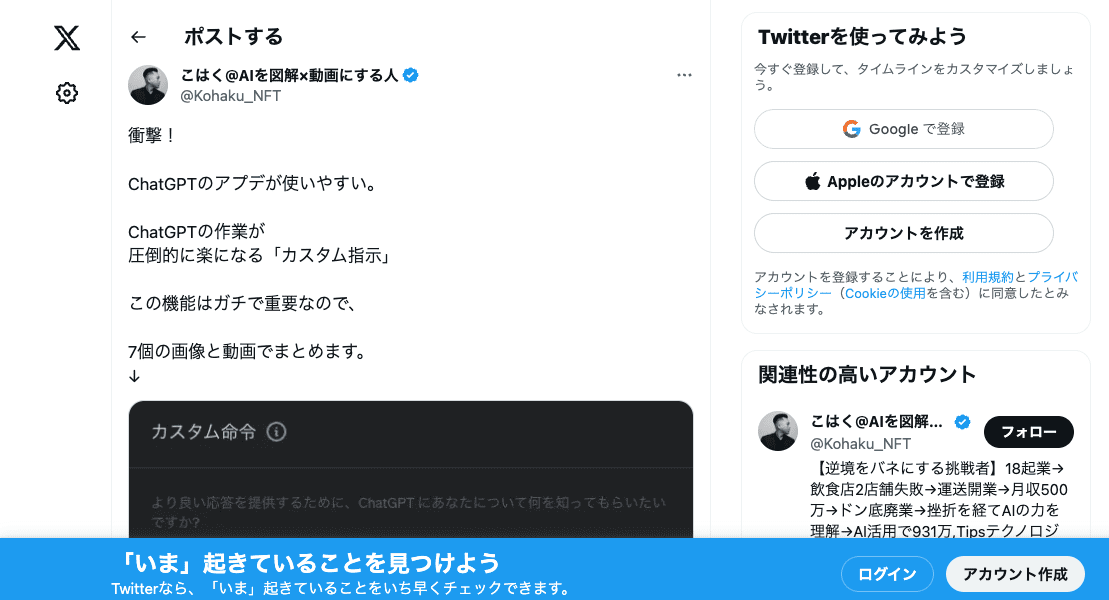 ポストする
こはく@AIを図解×動画にする人
@Kohaku_NFT
衝撃！
ChatGPTのアプデが使いやすい。
ChatGPTの作業が
圧倒的に楽になる「カスタム指示」
この機能はガチで重要なので、
7個の画像と動画でまとめます。
↓
カスタム命令
より良い応答を提供するために、ChatGPT にあなたについて何を知ってもらいたい
ですか?
Twitterを使ってみよう
今すぐ登録して、タイムラインをカスタマイズしましょ
う。
Google で登録
Appleのアカウントで登録
アカウントを作成
アカウントを登録することにより、利用規約とプライバ
シーポリシー（Cookieの使用を含む）に同意したとみ
なされます。
関連性の高いアカウント
こはく@AIを図解...
@Kohaku_NFT
フォロー
【逆境をバネにする挑戦者】18起業→
飲食店2店舗失敗→運送開業→月収500
万→ドン底廃業→挫折を経てAIの力を
理解→AI活用で931万,Tipsテクノロジ
「いま」起きていることを見つけよう
Twitterなら、「いま」起きていることをいち早くチェックできます。
ログイン
アカウント作成